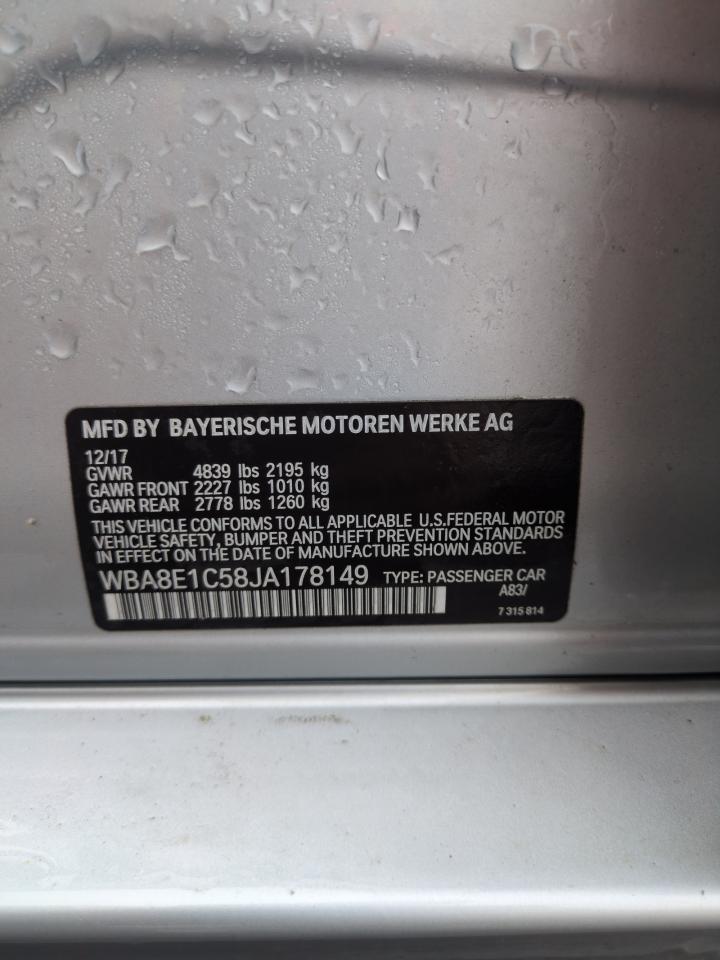 MFD BY BAYERISCHE MOTOREN WERKE AG
12/17
GVWR 4839 lbs 2195 kg
GAWR FRONT 2227 lbs 1010 kg
GAWR REAR 2778 lbs 1260 kg
THIS VEHICLE CONFORMS TO ALL APPLICABLE U.S.FEDERAL MOTOR
VEHICLE SAFETY, BUMPER AND THEFT PREVENTION STANDARDS
IN EFFECT ON THE DATE OF MANUFACTURE SHOWN ABOVE.
WBA8E1C58JA178149 TYPE: PASSENGER CAR
A83/
7 315 814